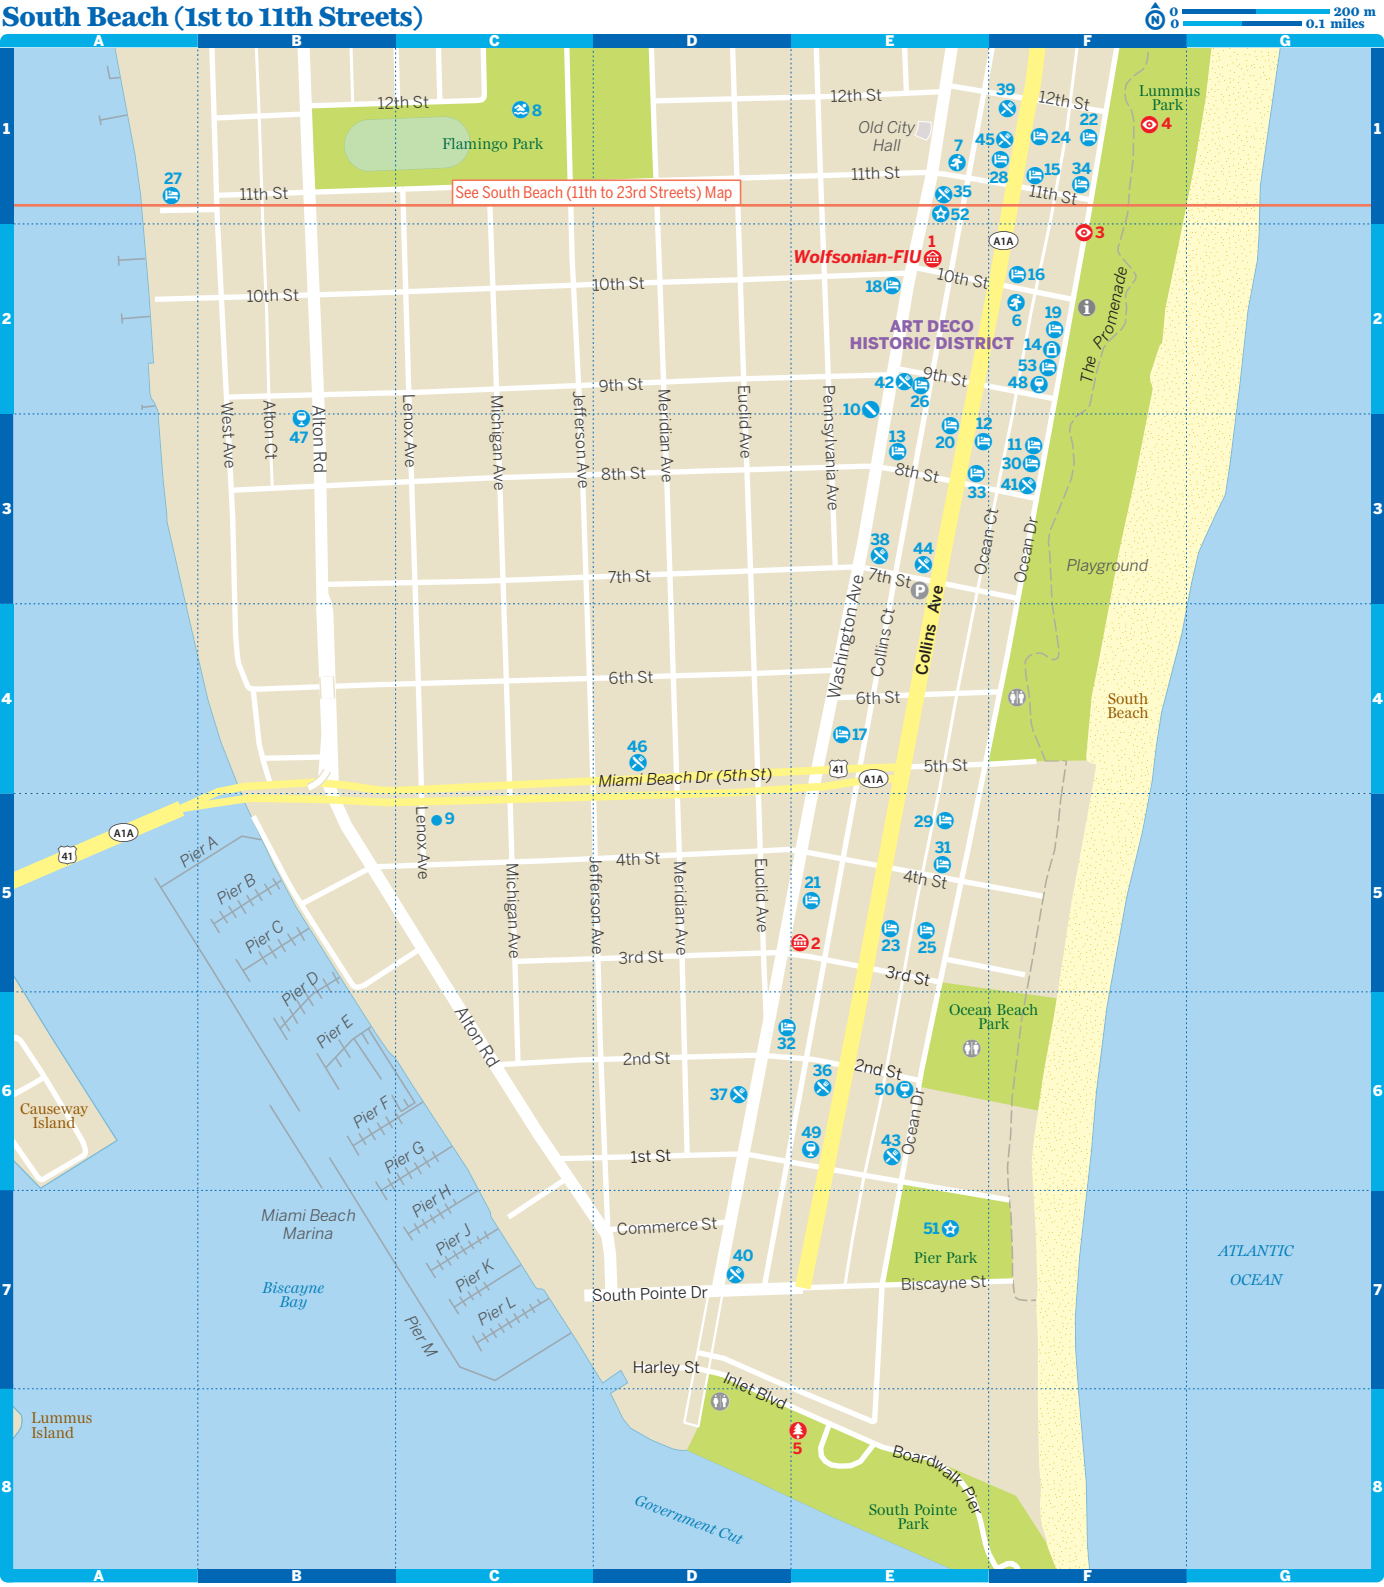 South Beach (1st to 11th Streets)
N
0 200 m
0 0.1 miles
A B C D E F G
1
12th St
8
Flamingo Park
12th St
39
12th St
Lummus
Park
Old City
Hall
7
45
24
22
4
1
27
11th St
See South Beach (11th to 23rd Streets) Map
11th St
28
15
34
11th St
35
52
3
A1A
Wolfsonian-FIU
1
2
10th St
10th St
18
10th St
16
6
The Promenade
ART DECO
HISTORIC DISTRICT
19
14
53
48
2
i
9th St
42
26
9th St
10
West Ave
Alton Ct
47
Alton Rd
Lenox Ave
Michigan Ave
Jefferson Ave
Meridian Ave
Euclid Ave
Pennsylvania Ave
13
20
12
11
30
41
33
8th St
8th St
3
3
38
44
Ocean Ct
Ocean Dr
Playground
7th St
7th St
P
Washington Ave
Collins Ct
Collins Ave
4
6th St
6th St
South
Beach
4
17
46
Miami Beach Dr (5th St)
41
A1A
5th St
41
A1A
Lenox Ave
9
29
31
Pier A
Pier B
Pier C
Pier D
Pier E
Pier F
Pier G
Pier H
Pier J
Pier K
Pier L
Pier M
5
4th St
4th St
5
Michigan Ave
Jefferson Ave
Meridian Ave
Euclid Ave
21
2
23
25
3rd St
3rd St
Alton Rd
Ocean Beach
Park
32
6
2nd St
2nd St
6
37
36
50
Ocean Dr
49
43
1st St
Causeway
Island
Miami Beach
Marina
Commerce St
51
Pier Park
ATLANTIC
OCEAN
7
Biscayne
Bay
40
South Pointe Dr
Biscayne St
7
Harley St
Inlet Blvd
Lummus
Island
5
Boardwalk Pier
8
Government Cut
South Pointe
Park
8
A B C D E F G